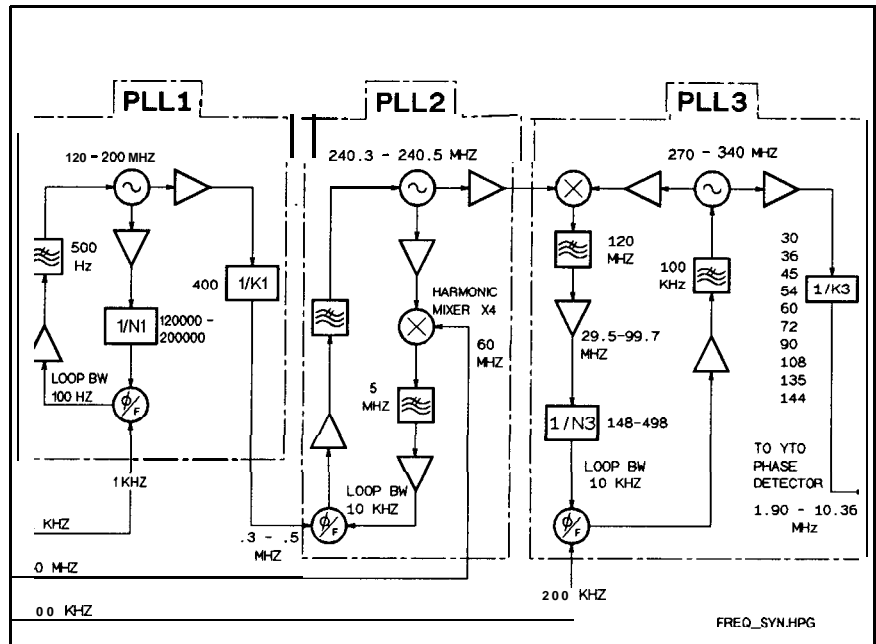 PLL1
PLL2
PLL3
120 - 200 MHZ
240.3 - 240.5 MHZ
270 - 340 MHZ
500
Hz
400
1/K1
120
MHZ
100
KHz
30
36
45
54
60
72
90
108
135
144
1/K3
HARMONIC
MIXER X4
60
MHZ
1/N1
120000 -
200000
29.5-99.7
MHZ
LOOP BW
100 HZ
Φ/F
5
MHZ
1/N3
148-498
1KHZ
LOOP BW
10 KHZ
Φ/F
LOOP BW
10 KHZ
Φ/F
TO YTO
PHASE
DETECTOR
1.90 - 10.36
MHz
KHZ
.3 - .5
MHZ
0 MHZ
200 KHZ
00 KHZ
FREQ_SYN.HPG